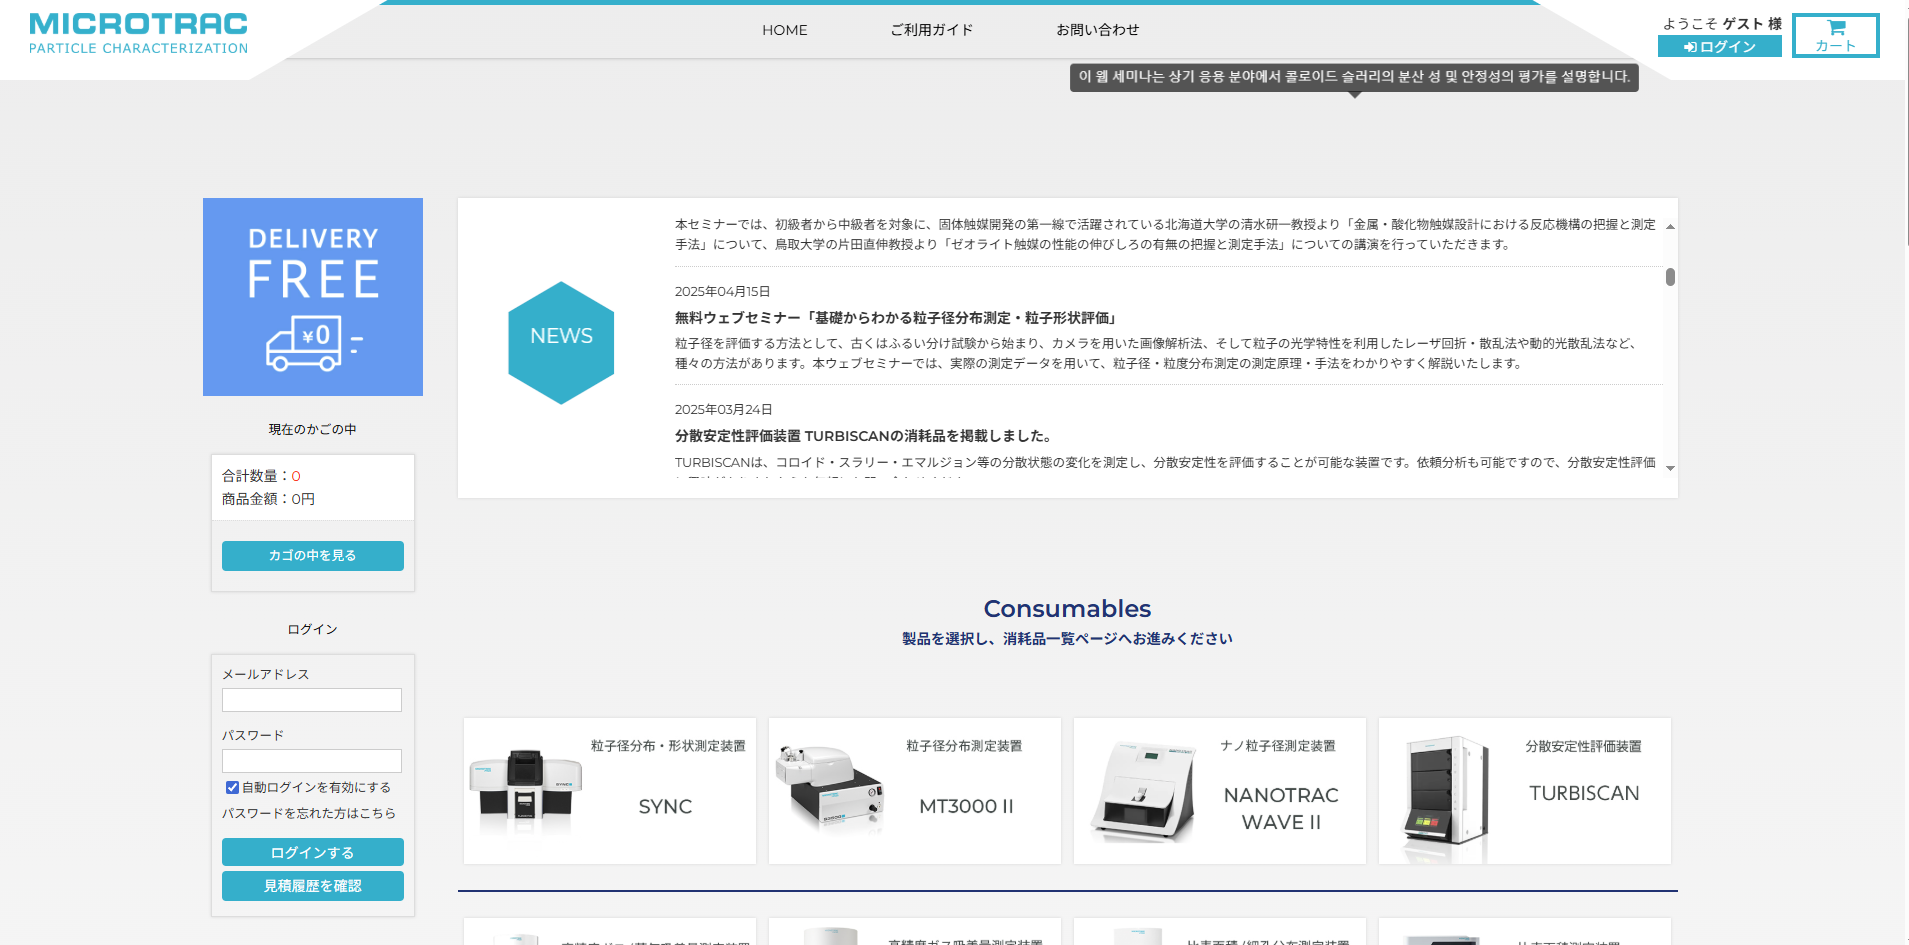 MICROTRAC
PARTICLE CHARACTERIZATION
HOME
ご利用ガイド
お問い合わせ
ようこそ ゲスト 様
ログイン
カート
이 웹 세미나는 상기 응용 분야에서 콜로이드 슬러리의 분산 성 및 안정성의 평가를 설명합니다.
DELIVERY
FREE
¥0
現在のかごの中
合計数量：0
商品金額：0円
カゴの中を見る
ログイン
メールアドレス
パスワード
自動ログインを有効にする
パスワードを忘れた方はこちら
ログインする
見積履歴を確認
NEWS
本セミナーでは、初級者から中級者を対象に、固体触媒開発の第一線で活躍されている北海道大学の清水研一教授より「金属・酸化物触媒設計における反応機構の把握と測定
手法」について、鳥取大学の片田直伸教授より「ゼオライト触媒の性能の伸びしろの有無の把握と測定手法」についての講演を行っていただきます。
2025年04月15日
無料ウェブセミナー「基礎からわかる粒子径分布測定・粒子形状評価」
粒子径を評価する方法として、古くはふるい分け試験から始まり、カメラを用いた画像解析法、そして粒子の光学特性を利用したレーザ回折・散乱法や動的光散乱法など、
種々の方法があります。本ウェブセミナーでは、実際の測定データを用いて、粒子径・粒度分布測定の測定原理・手法をわかりやすく解説いたします。
2025年03月24日
分散安定性評価装置 TURBISCANの消耗品を掲載しました。
TURBISCANは、コロイド・スラリー・エマルジョン等の分散状態の変化を測定し、分散安定性を評価することが可能な装置です。依頼分析も可能ですので、分散安定性評価
Consumables
製品を選択し、消耗品一覧ページへお進みください
粒子径分布・形状測定装置
SYNC
粒子径分布測定装置
MT3000 II
ナノ粒子径測定装置
NANOTRAC
WAVE II
分散安定性評価装置
TURBISCAN